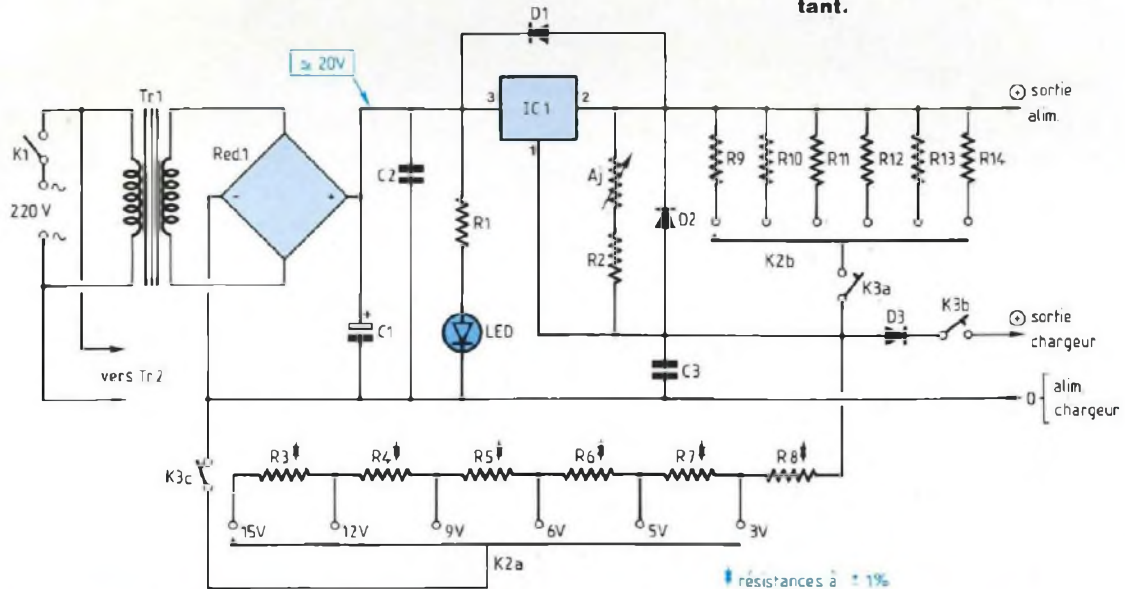 tant.
D1
≃ 20V
Tr1
3
IC1
2
+ sortie
alim.
K1
Red.1
1
R9
R10
R11
R12
R13
R14
C2
Aj
220 V
- +
R1
D2
R2
K2b
K3a
D3
K3b
+ sortie
chargeur
+
C1
LED
C3
vers Tr2
0
alim.
chargeur
R3
R4
R5
R6
R7
R8
K3c
15V
12V
9V
6V
5V
3V
K2a
résistances à ± 1%